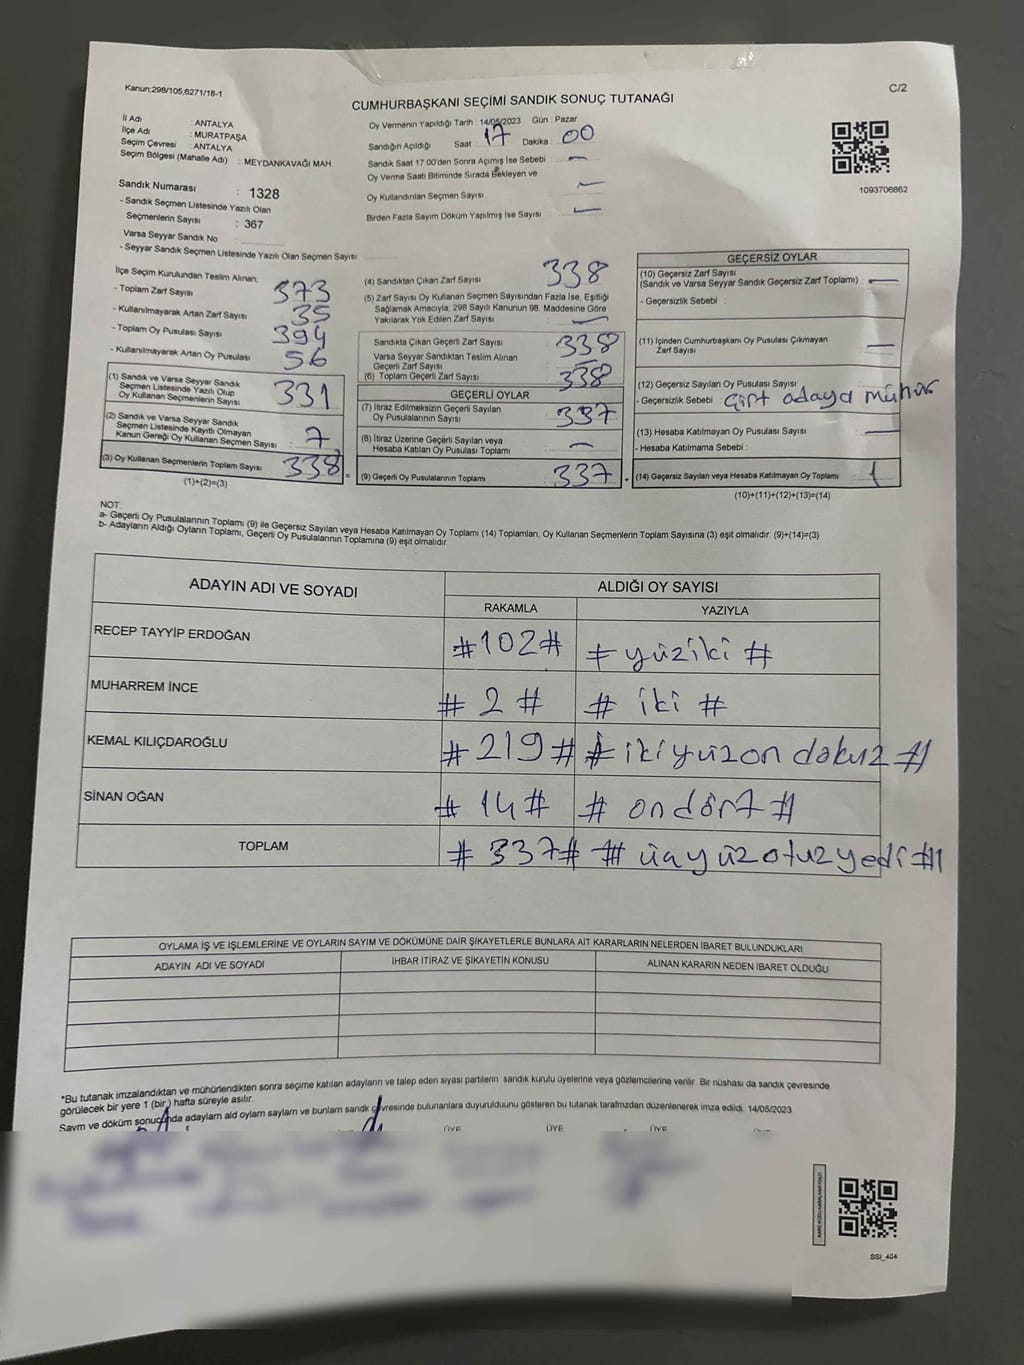 Kanun;298/105;6271/18-1
C/2
CUMHURBAŞKANI SEÇİMİ SANDIK SONUÇ TUTANAĞI
İl Adı : ANTALYA
İlçe Adı : MURATPAŞA
Seçim Çevresi : ANTALYA
Seçim Bölgesi (Mahalle Adı) : MEYDANKAVAĞI MAH.
Sandık Numarası : 1328
- Sandık Seçmen Listesinde Yazılı Olan
Seçmenlerin Sayısı : 367
Varsa Seyyar Sandık No
- Seyyar Sandık Seçmen Listesinde Yazılı Olan Seçmen Sayısı:
Oy Vermenin Yapıldığı Tarih : 14/05/2023 Gün : Pazar
Sandığın Açıldığı Saat 17 Dakika : 00
Sandık Saat 17.00'den Sonra Açımış İse Sebebi : -
Oy Verme Saati Bitiminde Sırada Bekleyen ve
Oy Kullandırılan Seçmen Sayısı -
Birden Fazla Sayım Döküm Yapılmış İse Sayısı -
1093706862
İlçe Seçim Kurulundan Teslim Alınan;
- Toplam Zarf Sayısı : 373
- Kullanılmayarak Artan Zarf Sayısı : 35
- Toplam Oy Pusulası Sayısı : 394
- Kullanılmayarak Artan Oy Pusulası : 56
(1) Sandık ve Varsa Seyyar Sandık
Seçmen Listesinde Yazılı Olup
Oy Kullanan Seçmenlerin Sayısı : 331
(2) Sandık ve Varsa Seyyar Sandık
Seçmen Listesinde Kayıtlı Olmayan
Kanun Gereği Oy Kullanan Seçmen Sayısı : 7
(3) Oy Kullanan Seçmenlerin Toplam Sayısı : 338
(1)+(2)=(3)
(4) Sandıktan Çıkan Zarf Sayısı 338
(5) Zarf Sayısı Oy Kullanan Seçmen Sayısından Fazla İse, Eşitliği
Sağlamak Amacıyla, 298 Sayılı Kanunun 98. Maddesine Göre
Yakılarak Yok Edilen Zarf Sayısı -
Sandıkta Çıkan Geçerli Zarf Sayısı : 338
Varsa Seyyar Sandıktan Teslim Alınan
Geçerli Zarf Sayısı : -
(6) Toplam Geçerli Zarf Sayısı : 338
GEÇERLİ OYLAR
(7) İtiraz Edilmeksizin Geçerli Sayılan
Oy Pusulası Sayısı : 337
(8) İtiraz Üzerine Geçerli Sayılan veya
Hesaba Katılan Oy Pusulası Toplamı : -
= (9) Geçerli Oy Pusulalarının Toplamı : 337 +
GEÇERSİZ OYLAR
(10) Geçersiz Zarf Sayısı
(Sandık ve Varsa Seyyar Sandık Geçersiz Zarf Toplamı) : -
- Geçersizlik Sebebi :
(11) İçinden Cumhurbaşkanı Oy Pusulası Çıkmayan
Zarf Sayısı : -
(12) Geçersiz Sayılan Oy Pusulası Sayısı :
- Geçersizlik Sebebi : Çift adaya mühür
(13) Hesaba Katılmayan Oy Pusulası Sayısı : -
- Hesaba Katılmama Sebebi :
(14) Geçersiz Sayılan veya Hesaba Katılmayan Oy Toplamı : 1
(10)+(11)+(12)+(13)=(14)
NOT:
a- Geçerli Oy Pusulalarının Toplamı (9) ile Geçersiz Sayılan veya Hesaba Katılmayan Oy Toplamı (14) Toplamları, Oy Kullanan Seçmenlerin Toplam Sayısına (3) eşit olmalıdır. (9)+(14)=(3)
b- Adayların Aldığı Oyların Toplamı, Geçerli Oy Pusulalarının Toplamına (9) eşit olmalıdır.
ADAYIN ADI VE SOYADI ALDIĞI OY SAYISI
RAKAMLA YAZIYLA
RECEP TAYYİP ERDOĞAN #102# # yüziki #
MUHARREM İNCE # 2 # # iki #
KEMAL KILIÇDAROĞLU # 219 # # ikiyüzon dokuz #
SİNAN OĞAN # 14 # # ondört #
TOPLAM # 337# # üçyüzotuzyedi #
OYLAMA İŞ VE İŞLEMLERİNE VE OYLARIN SAYIM VE DÖKÜMÜNE DAİR ŞİKAYETLERLE BUNLARA AİT KARARLARIN NELERDEN İBARET BULUNDUKLARI
ADAYIN ADI VE SOYADI İHBAR İTİRAZ VE ŞİKAYETİN KONUSU ALINAN KARARIN NEDEN İBARET OLDUĞU
*Bu tutanak imzalandıktan ve mühürlendikten sonra seçime katılan adayların ve talep eden siyasi partilerin sandık kurulu üyelerine veya gözlemcilerine verilir. Bir nüshası da sandık çevresinde
görülecek bir yere 1 (bir) hafta süreyle asılır.
Sayım ve döküm sonucunda adayların ald oyların sayılam ve bunların sandık çevresinde bulunanlara duyurulduunu gösteren bu tutanak tarafımızdan düzenlenerek imza edildi. 14/05/2023
ÜYE ÜYE ÜYE
SSI_404